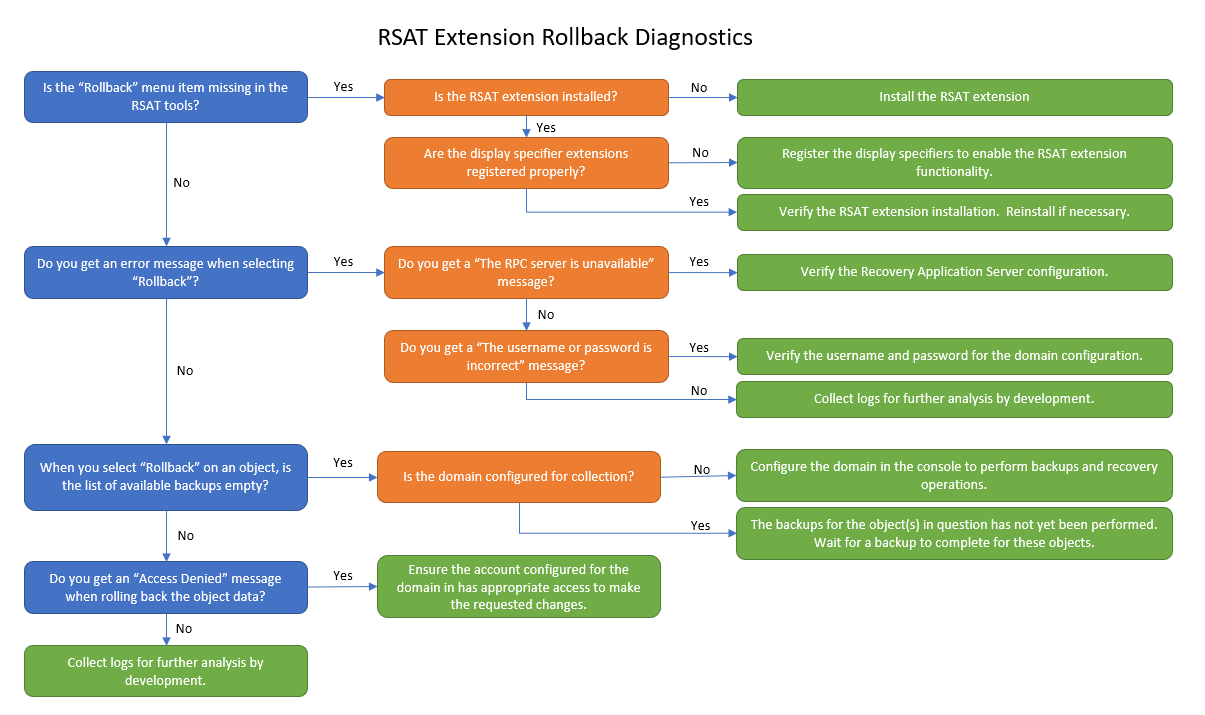 RSAT Extension Rollback Diagnostics
Is the “Rollback” menu item missing in the
RSAT tools?
Yes
Is the RSAT extension installed?
No
Install the RSAT extension
Yes
Are the display specifier extensions
registered properly?
No
Register the display specifiers to enable the RSAT extension
functionality.
Yes
Verify the RSAT extension installation.  Reinstall if necessary.
No
Do you get an error message when selecting
“Rollback”?
Yes
Do you get a “The RPC server is unavailable”
message?
Yes
Verify the Recovery Application Server configuration.
No
Do you get a “The username or password is
incorrect” message?
Yes
Verify the username and password for the domain configuration.
No
Collect logs for further analysis by development.
No
When you select “Rollback” on an object, is
the list of available backups empty?
Yes
Is the domain configured for collection?
No
Configure the domain in the console to perform backups and recovery
operations.
Yes
The backups for the object(s) in question has not yet been performed.
Wait for a backup to complete for these objects.
No
Do you get an “Access Denied” message
when rolling back the object data?
Yes
Ensure the account configured for the
domain in has appropriate access to make
the requested changes.
No
Collect logs for further analysis by
development.